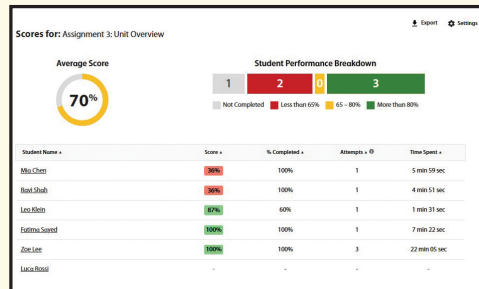 Export Settings
Scores for: Assignment 3: Unit Overview
Average Score
70%
Student Performance Breakdown
1 2 0 3
Not Completed Less than 65% 65 – 80% More than 80%
Student Name Score % Completed Attempts Time Spent
Mia Chen 36% 100% 1 5 min 59 sec
Ravi Shah 36% 100% 1 4 min 51 sec
Leo Klein 87% 60% 1 1 min 31 sec
Fatima Sayed 100% 100% 1 7 min 22 sec
Zoe Lee 100% 100% 3 22 min 05 sec
Luca Rossi - - - -